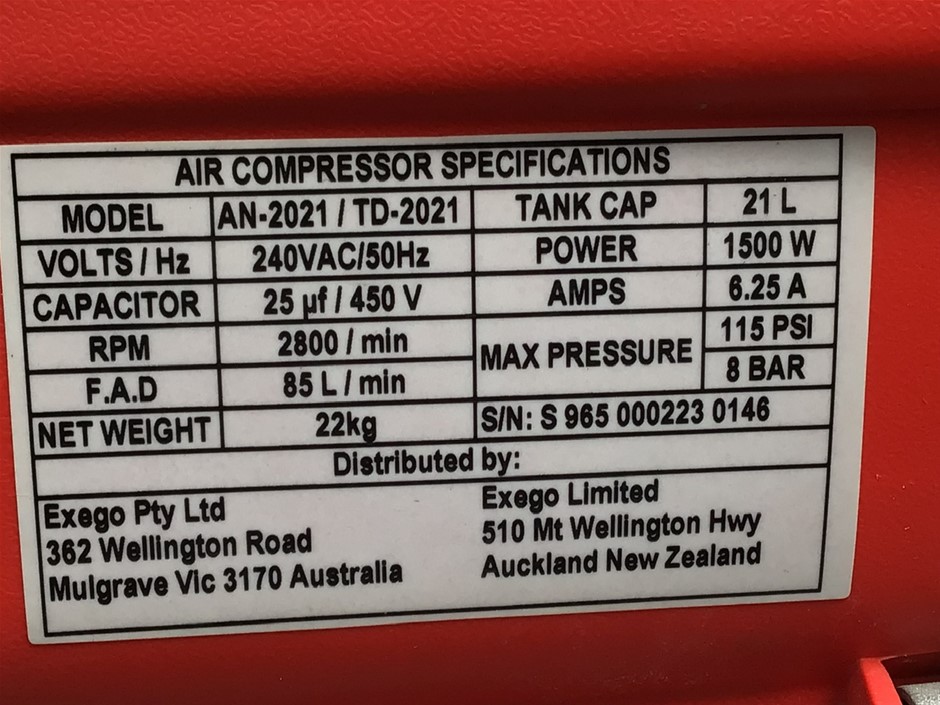 AIR COMPRESSOR SPECIFICATIONS
MODEL AN-2021 / TD-2021 TANK CAP 21 L
VOLTS / Hz 240VAC/50Hz POWER 1500 W
CAPACITOR 25 µf / 450 V AMPS 6.25 A
RPM 2800 / min MAX PRESSURE 115 PSI
F.A.D 85 L / min 8 BAR
NET WEIGHT 22kg S/N: S 965 000223 0146
Distributed by:
Exego Pty Ltd
362 Wellington Road
Mulgrave Vic 3170 Australia
Exego Limited
510 Mt Wellington Hwy
Auckland New Zealand